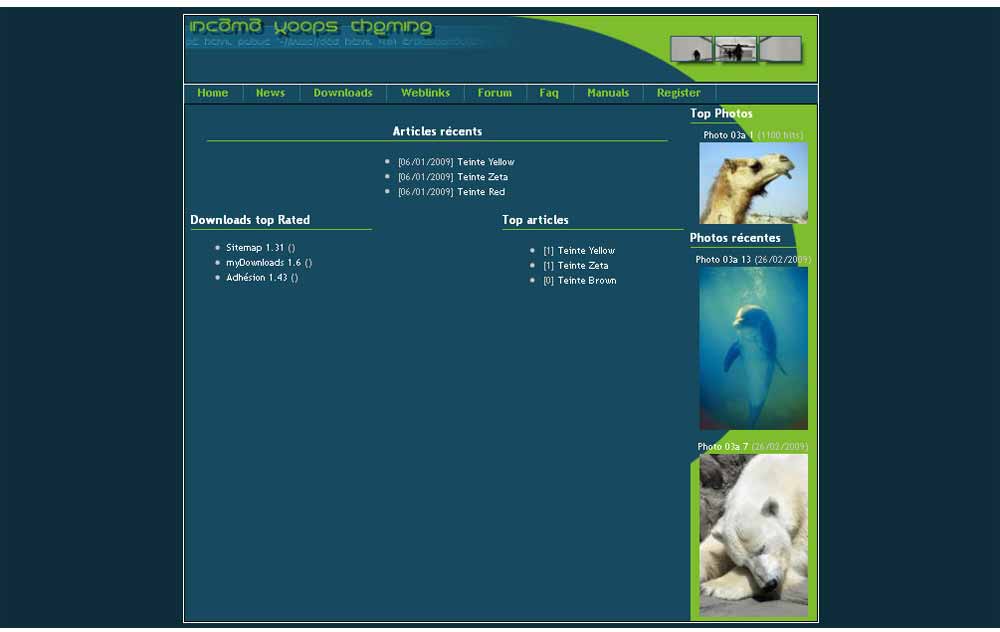 incama xoops theming
Home News Downloads Weblinks Forum Faq Manuals Register
Articles récents
[06/01/2009] Teinte Yellow
[06/01/2009] Teinte Zeta
[06/01/2009] Teinte Red
Downloads top Rated
Sitemap 1.31 ()
myDownloads 1.6 ()
Adhésion 1.43 ()
Top articles
[1] Teinte Yellow
[1] Teinte Zeta
[0] Teinte Brown
Top Photos
Photo 03a 1 (1100 hits)
Photos récentes
Photo 03a 13 (26/02/2009)
Photo 03a 7 (26/02/2009)